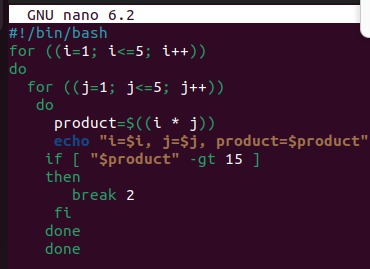 GNU nano 6.2
#!/bin/bash
for ((i=1; i<=5; i++))
do
  for ((j=1; j<=5; j++))
   do
     product=$((i * j))
     echo "i=$i, j=$j, product=$product"
    if [ "$product" -gt 15 ]
    then
       break 2
     fi
    done
    done